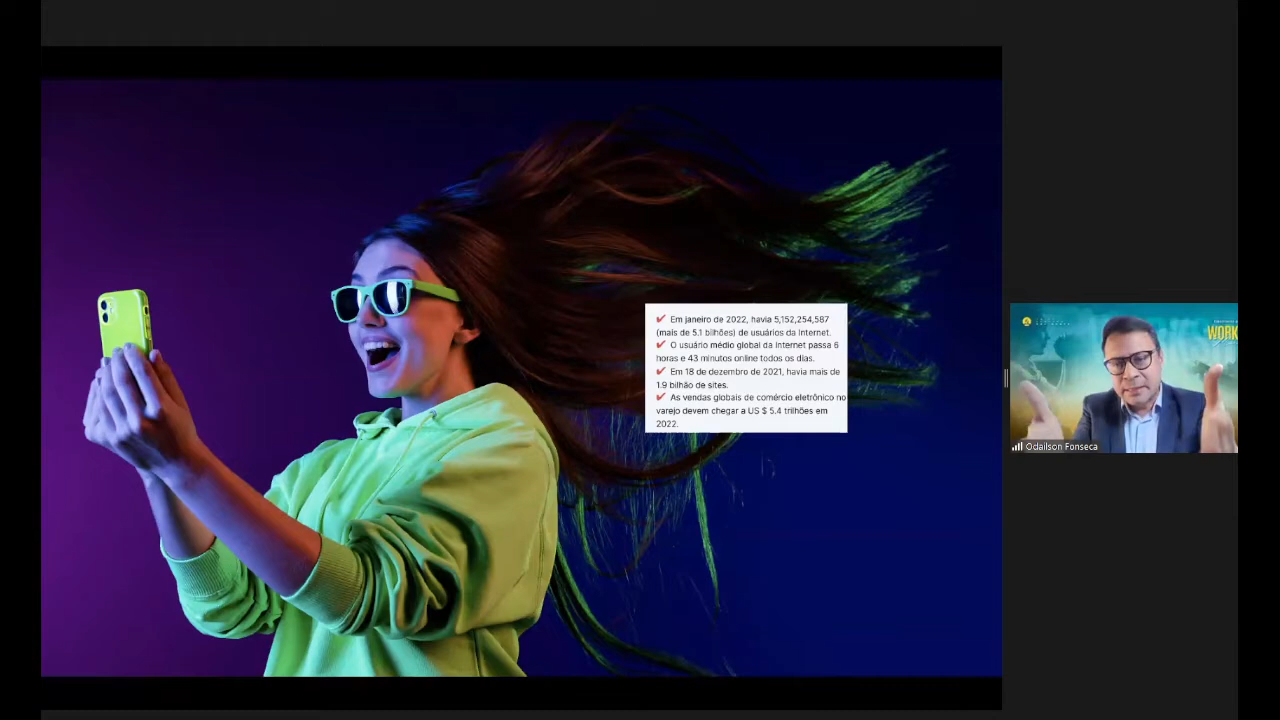 ✔ Em janeiro de 2022, havia 5,152,254,587
(mais de 5.1 bilhões) de usuários da Internet.
✔ O usuário médio global da Internet passa 6
horas e 43 minutos online todos os dias.
✔ Em 18 de dezembro de 2021, havia mais de
1.9 bilhão de sites.
✔ As vendas globais de comércio eletrônico no
varejo devem chegar a US $ 5.4 trilhões em
2022.
WORK
Odailson Fonseca